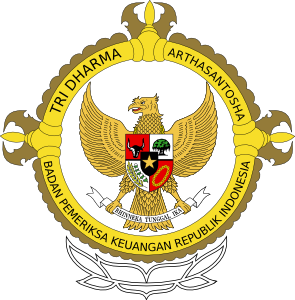 TRI DHARMA
ARTHASANTOSHA
BADAN PEMERIKSA KEUANGAN REPUBLIK INDONESIA
BHINNEKA TUNGGAL IKA